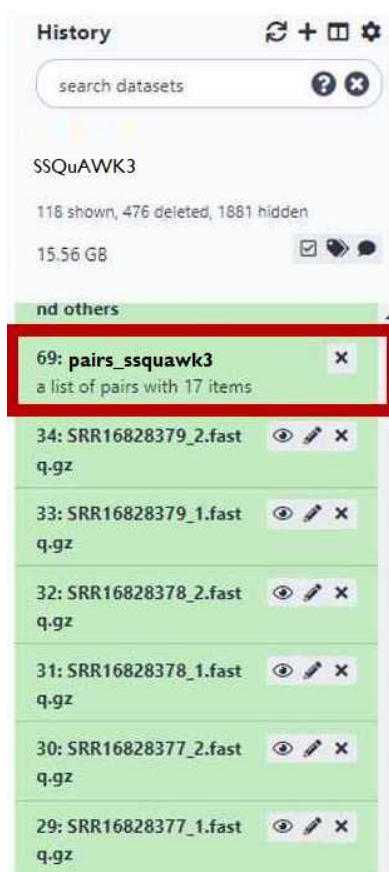 History
search datasets
SSQuAWK3
118 shown, 476 deleted, 1881 hidden
15.56 GB
nd others
69: pairs_ssquawk3
a list of pairs with 17 items
34: SRR16828379_2.fast
q.gz
33: SRR16828379_1.fast
q.gz
32: SRR16828378_2.fast
q.gz
31: SRR16828378_1.fast
q.gz
30: SRR16828377_2.fast
q.gz
29: SRR16828377_1.fast
q.gz